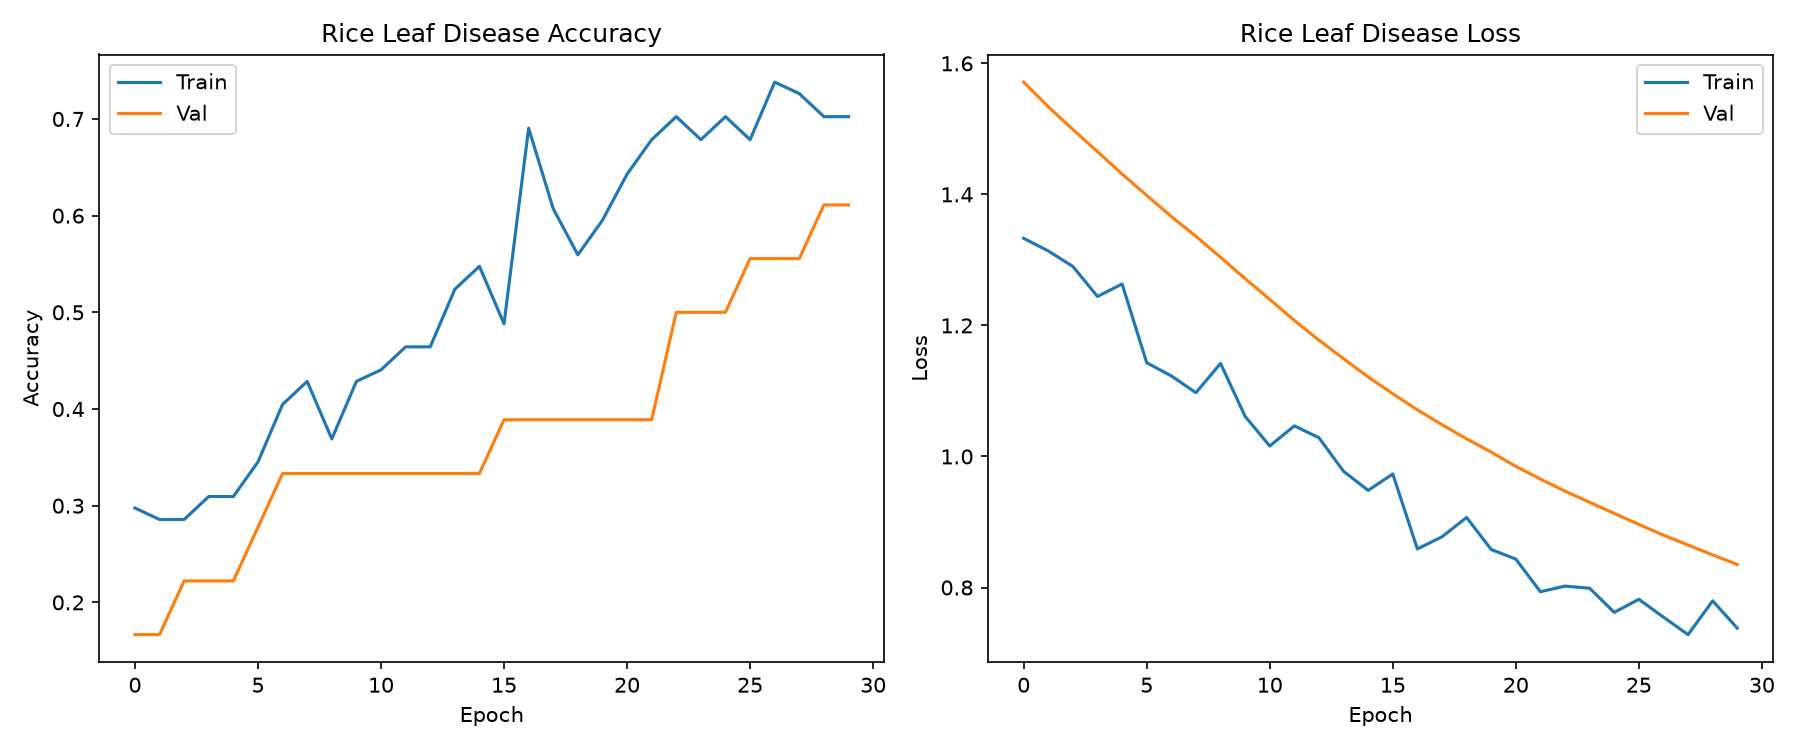 Rice Leaf Disease Accuracy
Train
Val
0.7
0.6
0.5
0.4
0.3
0.2
Accuracy
0 5 10 15 20 25 30
Epoch
Rice Leaf Disease Loss
Train
Val
1.6
1.4
1.2
1.0
0.8
Loss
0 5 10 15 20 25 30
Epoch